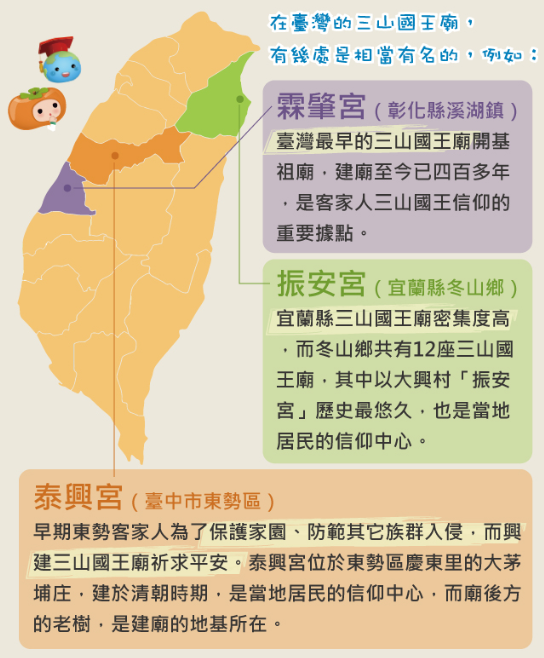 在臺灣的三山國王廟，
有幾處是相當有名的，例如：
霖肇宮（彰化縣溪湖鎮）
臺灣最早的三山國王廟開基
祖廟，建廟至今已四百多年
，是客家人三山國王信仰的
重要據點。
振安宮（宜蘭縣冬山鄉）
宜蘭縣三山國王廟密集度高
，而冬山鄉共有12座三山國
王廟，其中以大興村「振安
宮」歷史最悠久，也是當地
居民的信仰中心。
泰興宮（臺中市東勢區）
早期東勢客家人為了保護家園、防範其它族群入侵，而興
建三山國王廟祈求平安。泰興宮位於東勢區慶東里的大茅
埔庄，建於清朝時期，是當地居民的信仰中心，而廟後方
的老樹，是建廟的地基所在。